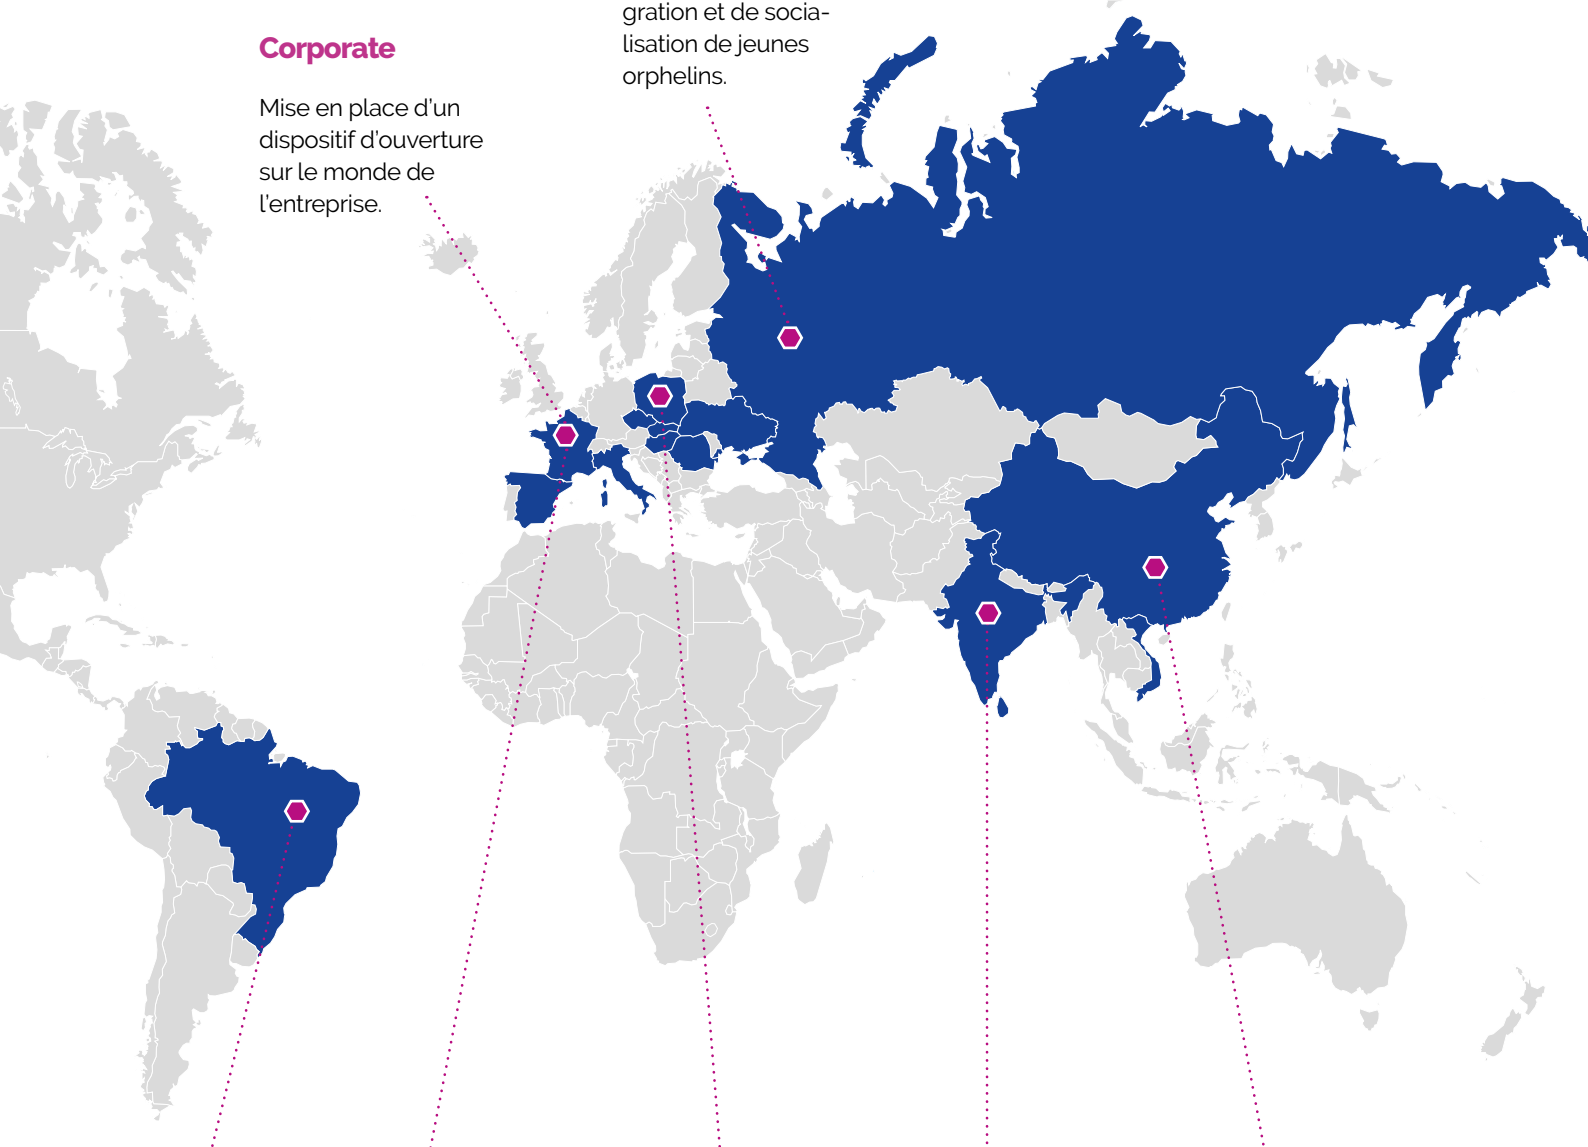 Corporate
Mise en place d'un
dispositif d'ouverture
sur le monde de
l'entreprise.
gration et de socia-
lisation de jeunes
orphelins.